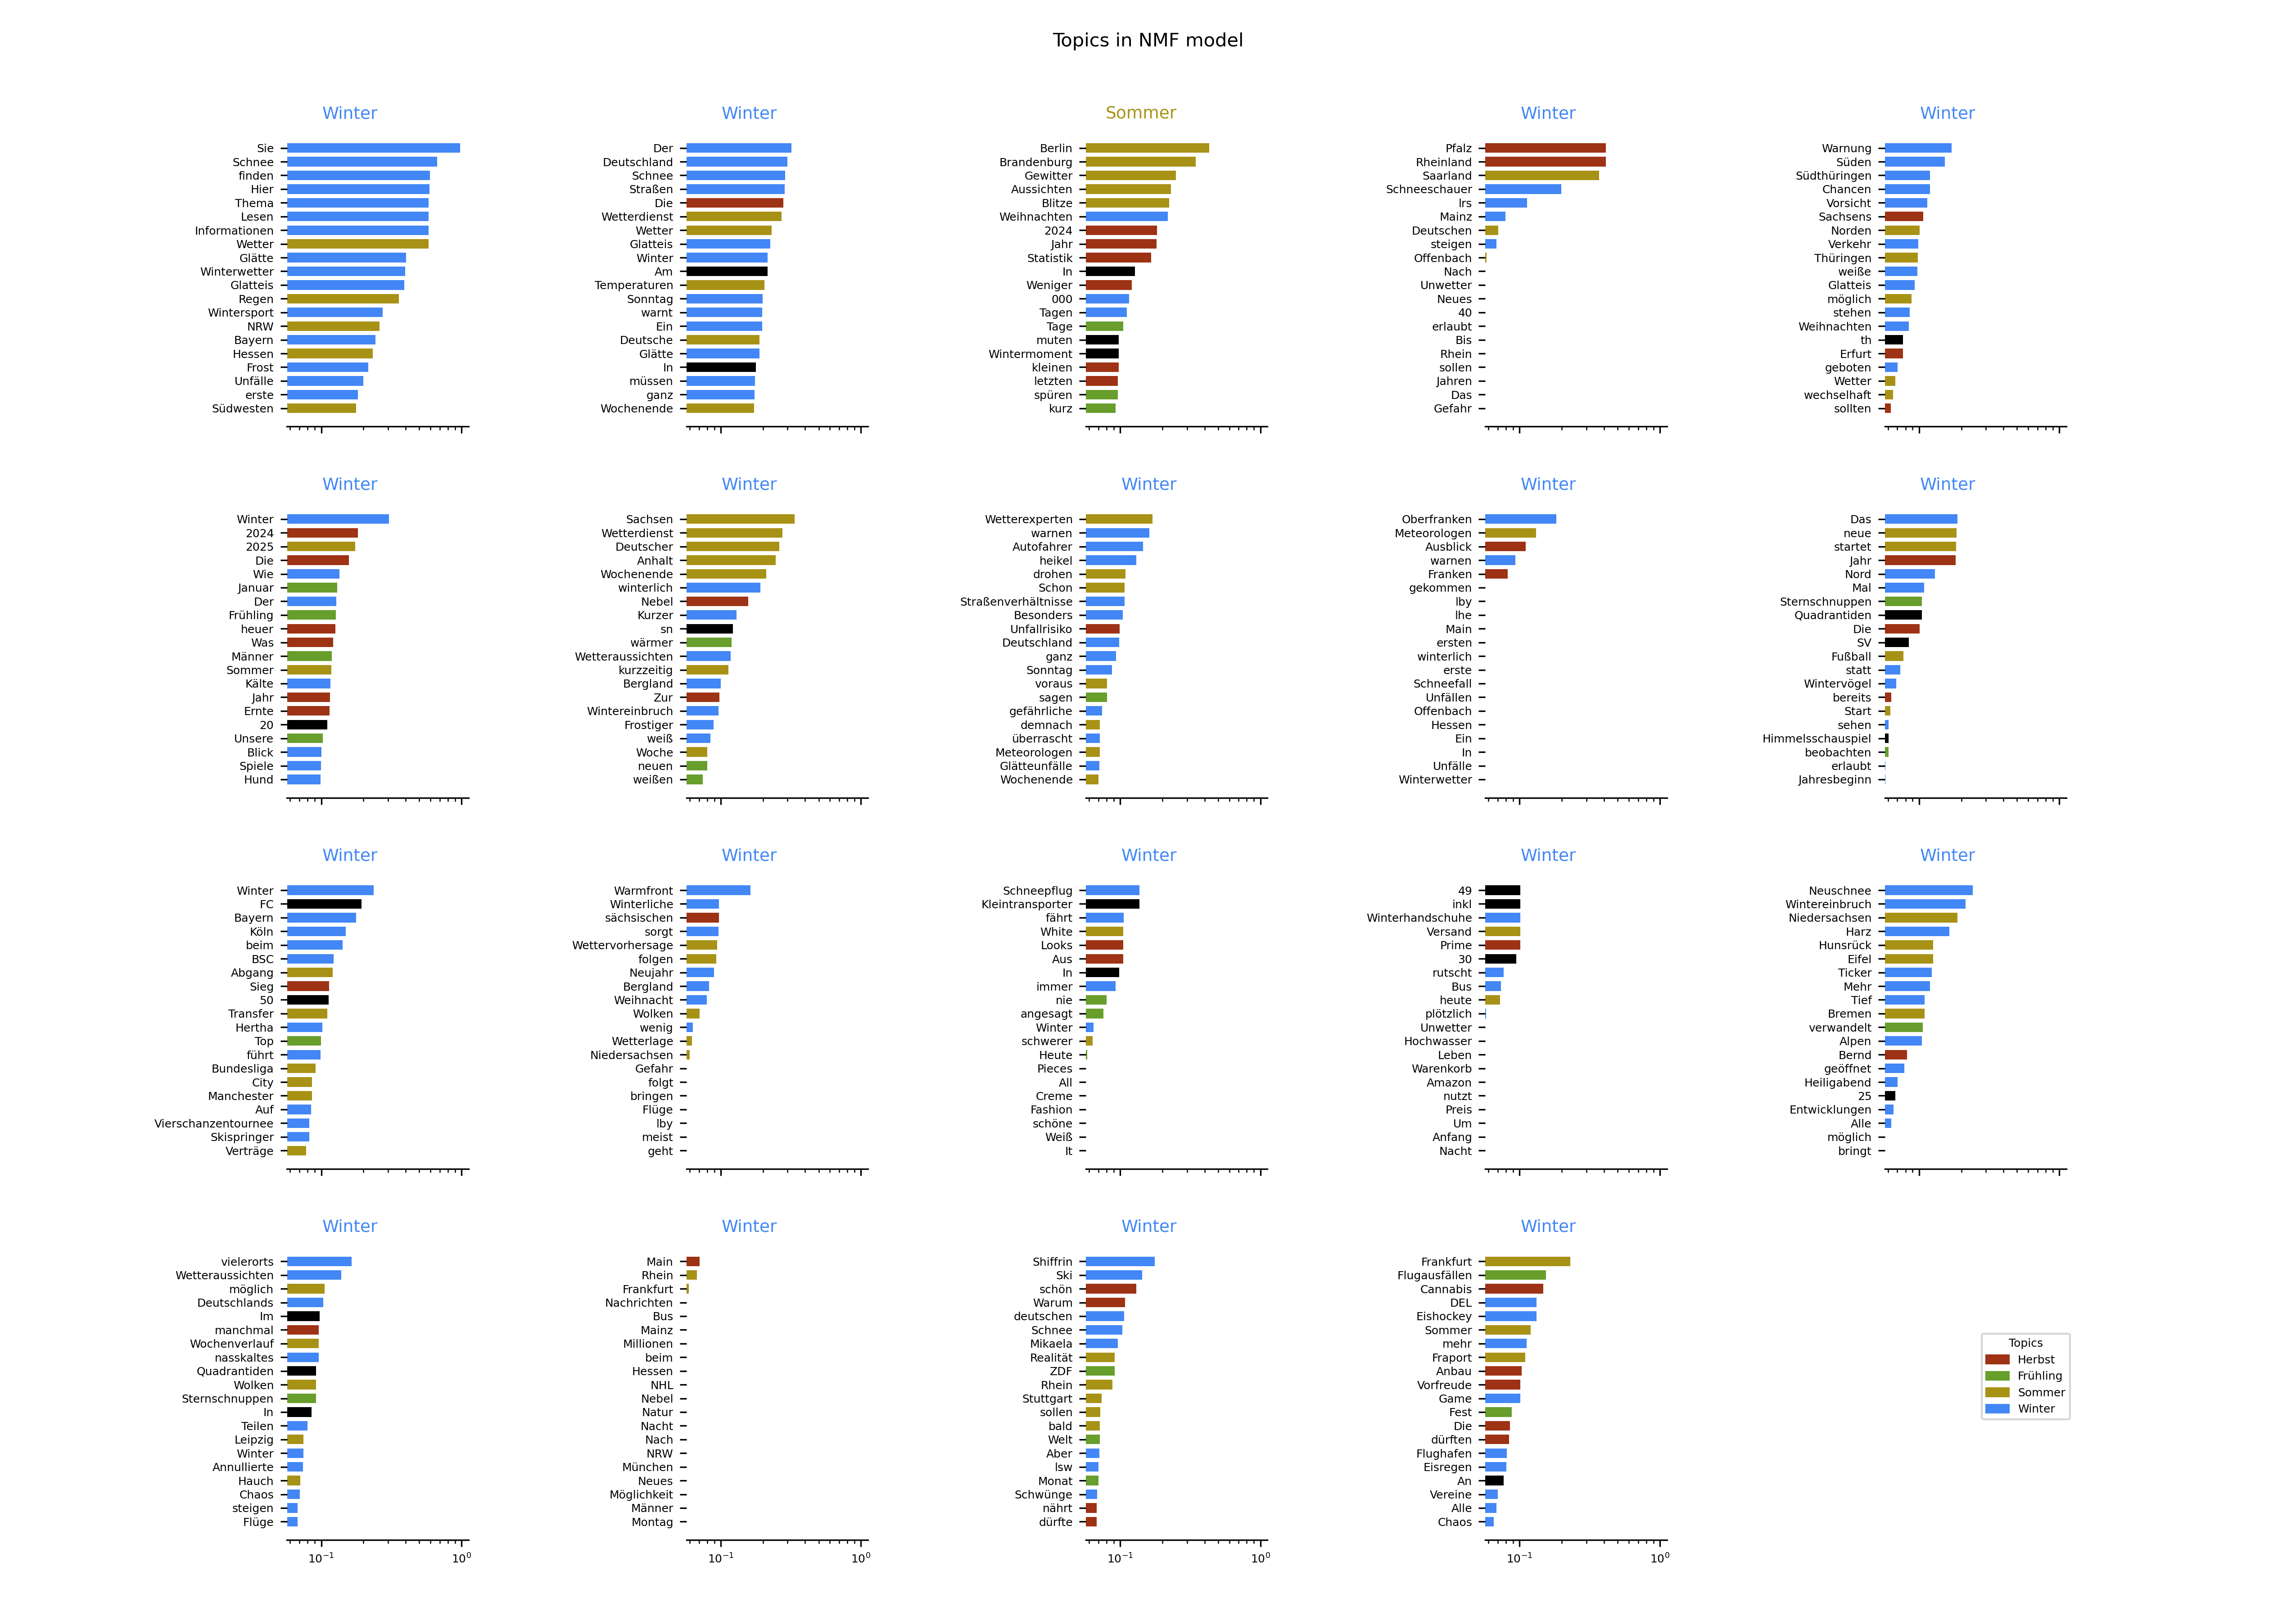 Topics in NMF model
Winter
Sie
Schnee
finden
Hier
Thema
Lesen
Informationen
Wetter
Glätte
Winterwetter
Glatteis
Regen
Wintersport
NRW
Bayern
Hessen
Frost
Unfälle
erste
Südwesten
Winter
Der
Deutschland
Schnee
Straßen
Die
Wetterdienst
Wetter
Glatteis
Winter
Am
Temperaturen
Sonntag
warnt
Ein
Deutsche
Glätte
In
müssen
ganz
Wochenende
Sommer
Berlin
Brandenburg
Gewitter
Aussichten
Blitze
Weihnachten
2024
Jahr
Statistik
In
Weniger
000
Tagen
Tage
muten
Wintermoment
kleinen
letzten
spüren
kurz
Winter
Pfalz
Rheinland
Saarland
Schneeschauer
lrs
Mainz
Deutschen
steigen
Offenbach
Nach
Unwetter
Neues
40
erlaubt
Bis
Rhein
sollen
Jahren
Das
Gefahr
Winter
Warnung
Süden
Südthüringen
Chancen
Vorsicht
Sachsens
Norden
Verkehr
Thüringen
weiße
Glatteis
möglich
stehen
Weihnachten
th
Erfurt
geboten
Wetter
wechselhaft
sollten
Winter
Winter
2024
2025
Die
Wie
Januar
Der
Frühling
heuer
Was
Männer
Sommer
Kälte
Jahr
Ernte
20
Unsere
Blick
Spiele
Hund
Winter
Sachsen
Wetterdienst
Deutscher
Anhalt
Wochenende
winterlich
Nebel
Kurzer
sn
wärmer
Wetteraussichten
kurzzeitig
Bergland
Zur
Wintereinbruch
Frostiger
weiß
Woche
neuen
weißen
Winter
Wetterexperten
warnen
Autofahrer
heikel
drohen
Schon
Straßenverhältnisse
Besonders
Unfallrisiko
Deutschland
ganz
Sonntag
voraus
sagen
gefährliche
demnach
überrascht
Meteorologen
Glätteunfälle
Wochenende
Winter
Oberfranken
Meteorologen
Ausblick
warnen
Franken
gekommen
lby
lhe
Main
ersten
winterlich
erste
Schneefall
Unfällen
Offenbach
Hessen
Ein
In
Unfälle
Winterwetter
Winter
Das
neue
startet
Jahr
Nord
Mal
Sternschnuppen
Quadrantiden
Die
SV
Fußball
statt
Wintervögel
bereits
Start
sehen
Himmelsschauspiel
beobachten
erlaubt
Jahresbeginn
Winter
Winter
FC
Bayern
Köln
beim
BSC
Abgang
Sieg
50
Transfer
Hertha
Top
führt
Bundesliga
City
Manchester
Auf
Vierschanzentournee
Skispringer
Verträge
Winter
Warmfront
Winterliche
sächsischen
sorgt
Wettervorhersage
folgen
Neujahr
Bergland
Weihnacht
Wolken
wenig
Wetterlage
Niedersachsen
Gefahr
folgt
bringen
Flüge
lby
meist
geht
Winter
Schneepflug
Kleintransporter
fährt
White
Looks
Aus
In
immer
nie
angesagt
Winter
schwerer
Heute
Pieces
All
Creme
Fashion
schöne
Weiß
It
Winter
49
inkl
Winterhandschuhe
Versand
Prime
30
rutscht
Bus
heute
plötzlich
Unwetter
Hochwasser
Leben
Warenkorb
Amazon
nutzt
Preis
Um
Anfang
Nacht
Winter
Neuschnee
Wintereinbruch
Niedersachsen
Harz
Hunsrück
Eifel
Ticker
Mehr
Tief
Bremen
verwandelt
Alpen
Bernd
geöffnet
Heiligabend
25
Entwicklungen
Alle
möglich
bringt
Winter
vielerorts
Wetteraussichten
möglich
Deutschlands
Im
manchmal
Wochenverlauf
nasskaltes
Quadrantiden
Wolken
Sternschnuppen
In
Teilen
Leipzig
Winter
Annullierte
Hauch
Chaos
steigen
Flüge
10⁻¹ 10⁰
Winter
Main
Rhein
Frankfurt
Nachrichten
Bus
Mainz
Millionen
beim
Hessen
NHL
Nebel
Natur
Nacht
Nach
NRW
München
Neues
Möglichkeit
Männer
Montag
10⁻¹ 10⁰
Winter
Shiffrin
Ski
schön
Warum
deutschen
Schnee
Mikaela
Realität
ZDF
Rhein
Stuttgart
sollen
bald
Welt
Aber
lsw
Monat
Schwünge
nährt
dürfte
10⁻¹ 10⁰
Winter
Frankfurt
Flugausfällen
Cannabis
DEL
Eishockey
Sommer
mehr
Fraport
Anbau
Vorfreude
Game
Fest
Die
dürften
Flughafen
Eisregen
An
Vereine
Alle
Chaos
10⁻¹ 10⁰
Topics
Herbst
Frühling
Sommer
Winter